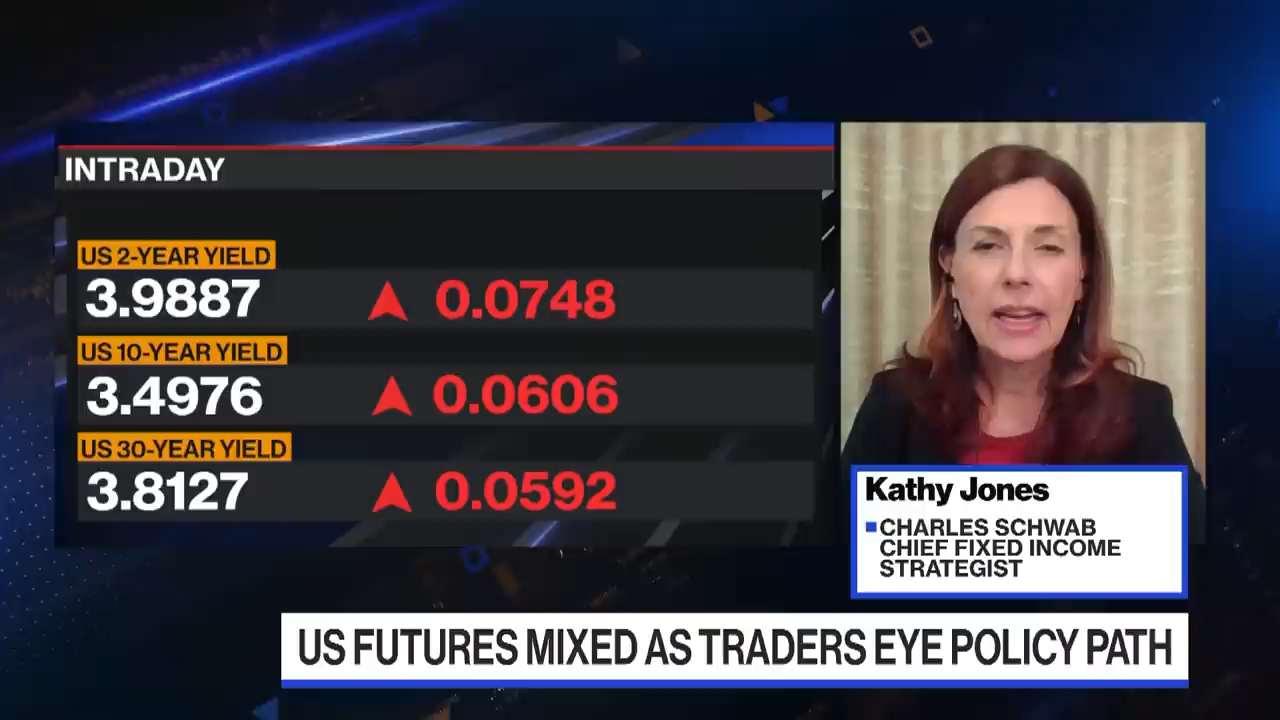 INTRADAY
US 2-YEAR YIELD
3.9887 ▲ 0.0748
US 10-YEAR YIELD
3.4976 ▲ 0.0606
US 30-YEAR YIELD
3.8127 ▲ 0.0592
Kathy Jones
CHARLES SCHWAB
CHIEF FIXED INCOME
STRATEGIST
US FUTURES MIXED AS TRADERS EYE POLICY PATH